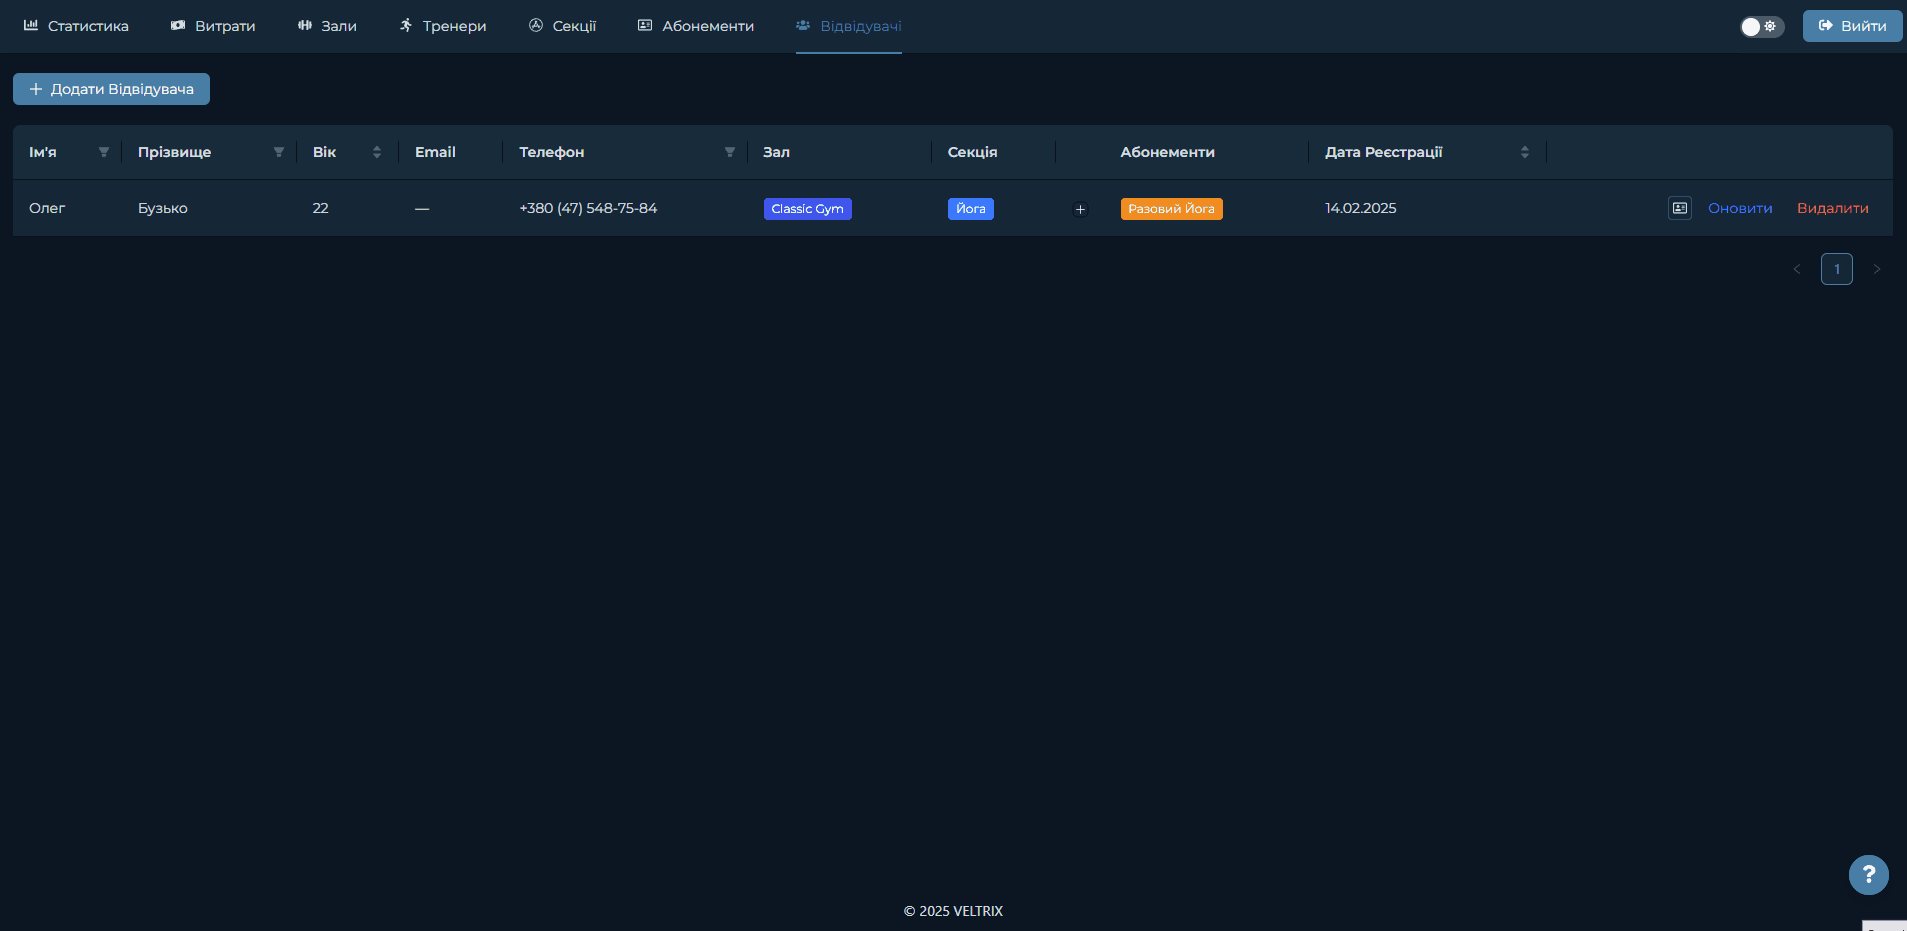 Статистика Витрати Зали Тренери Секції Абонементи Відвідувачі Вийти
+ Додати Відвідувача
Ім'я Прізвище Вік Email Телефон Зал Секція Абонементи Дата Реєстрації
Олег Бузько 22 — +380 (47) 548-75-84 Classic Gym Йога + Разовий Йога 14.02.2025 Оновити Видалити
< 1 >
?
© 2025 VELTRIX